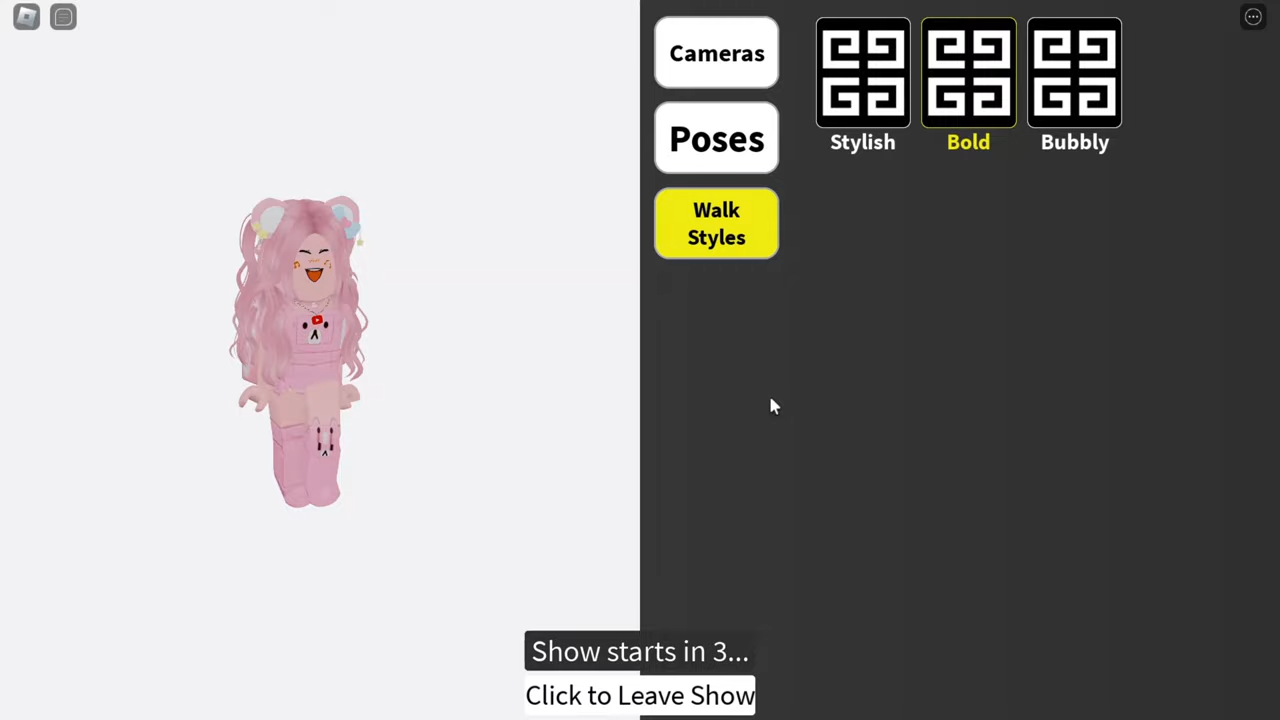 Cameras
Poses
Walk
Styles
Stylish
Bold
Bubbly
Show starts in 3...
Click to Leave Show